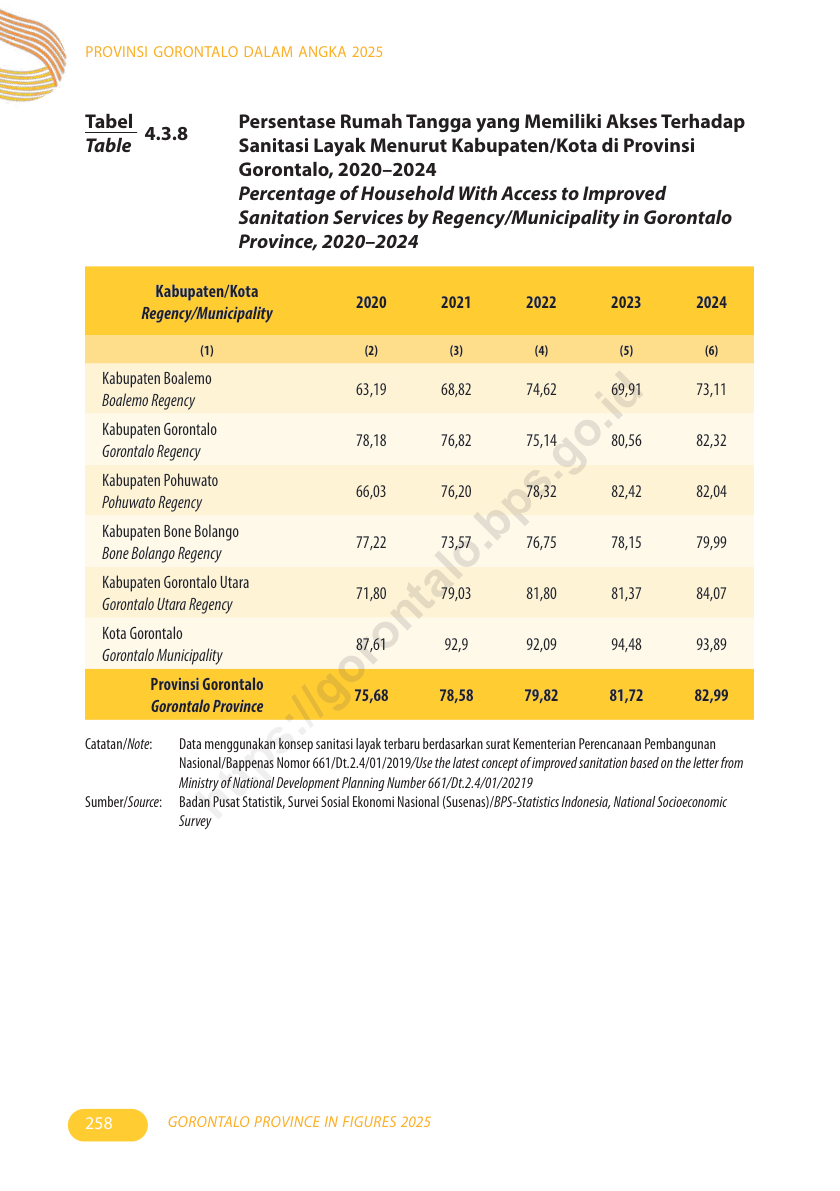 PROVINSI GORONTALO DALAM ANGKA 2025
Tabel
Table
4.3.8
Persentase Rumah Tangga yang Memiliki Akses Terhadap
Sanitasi Layak Menurut Kabupaten/Kota di Provinsi
Gorontalo, 2020–2024
Percentage of Household With Access to Improved
Sanitation Services by Regency/Municipality in Gorontalo
Province, 2020–2024
Kabupaten/Kota
Regency/Municipality
2020 2021 2022 2023 2024
(1) (2) (3) (4) (5) (6)
Kabupaten Boalemo
Boalemo Regency
63,19 68,82 74,62 69,91 73,11
Kabupaten Gorontalo
Gorontalo Regency
78,18 76,82 75,14 80,56 82,32
Kabupaten Pohuwato
Pohuwato Regency
66,03 76,20 78,32 82,42 82,04
Kabupaten Bone Bolango
Bone Bolango Regency
77,22 73,57 76,75 78,15 79,99
Kabupaten Gorontalo Utara
Gorontalo Utara Regency
71,80 79,03 81,80 81,37 84,07
Kota Gorontalo
Gorontalo Municipality
87,61 92,9 92,09 94,48 93,89
Provinsi Gorontalo
Gorontalo Province
75,68 78,58 79,82 81,72 82,99
Catatan/Note: Data menggunakan konsep sanitasi layak terbaru berdasarkan surat Kementerian Perencanaan Pembangunan
Nasional/Bappenas Nomor 661/Dt.2.4/01/2019/Use the latest concept of improved sanitation based on the letter from
Ministry of National Development Planning Number 661/Dt.2.4/01/20219
Sumber/Source: Badan Pusat Statistik, Survei Sosial Ekonomi Nasional (Susenas)/BPS-Statistics Indonesia, National Socioeconomic
Survey
https://gorontalo.bps.go.id
258
GORONTALO PROVINCE IN FIGURES 2025